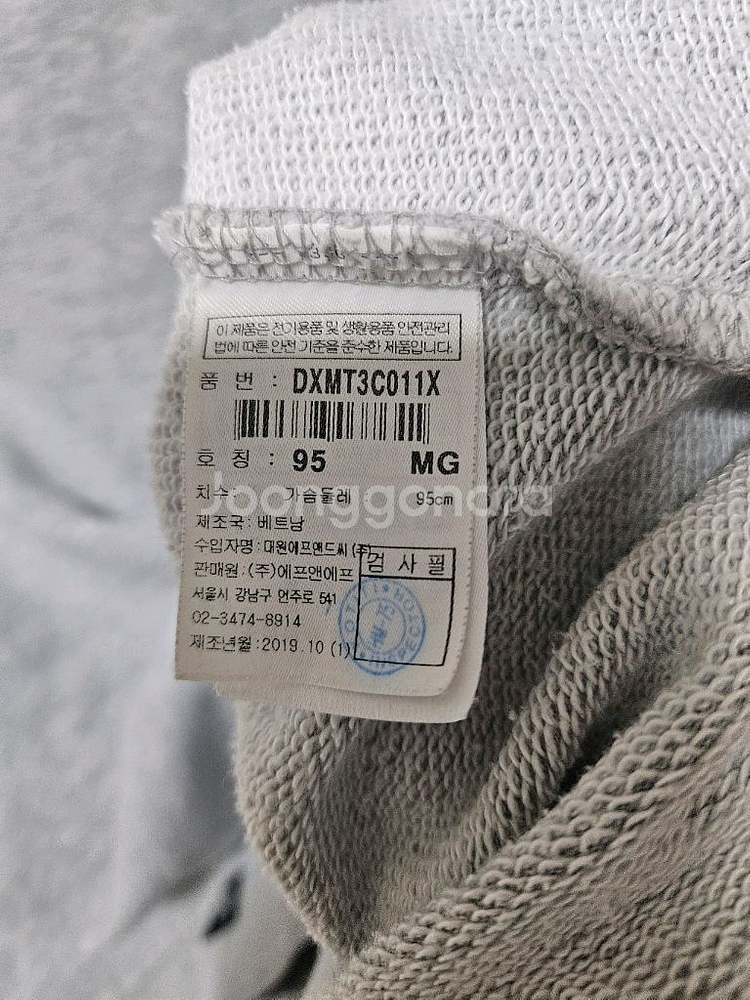 이 제품은 전기용품 및 생활용품 안전관리
법에 따른 안전 기준을 준수한 제품입니다.
품 번 : DXMT3C011X
호 칭 : 95 MG
치수: 가슴둘레 95cm
Joonggonara
제조국: 베트남
수입자명: 대원에프앤드씨 (주)
검 사 필
판매원: (주)에프앤에프
서울시 강남구 언주로 541
02-3474-8914
제조년월: 2019.10 (1)